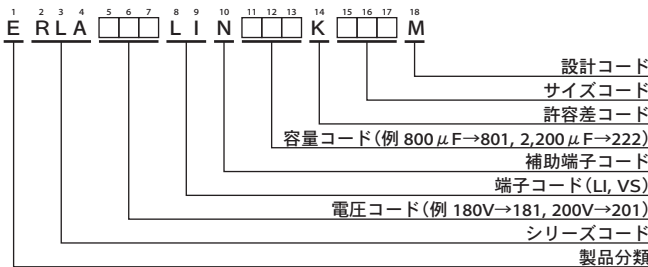 1 2 3 4 5 6 7 8 9 10 11 12 13 14 15 16 17 18
E R L A □□□ L I N □□□ K □□□ M
設計コード
サイズコード
許容差コード
容量コード(例 800μF→801, 2,200μF→222)
補助端子コード
端子コード(LI, VS)
電圧コード(例 180V→181, 200V→201)
シリーズコード
製品分類